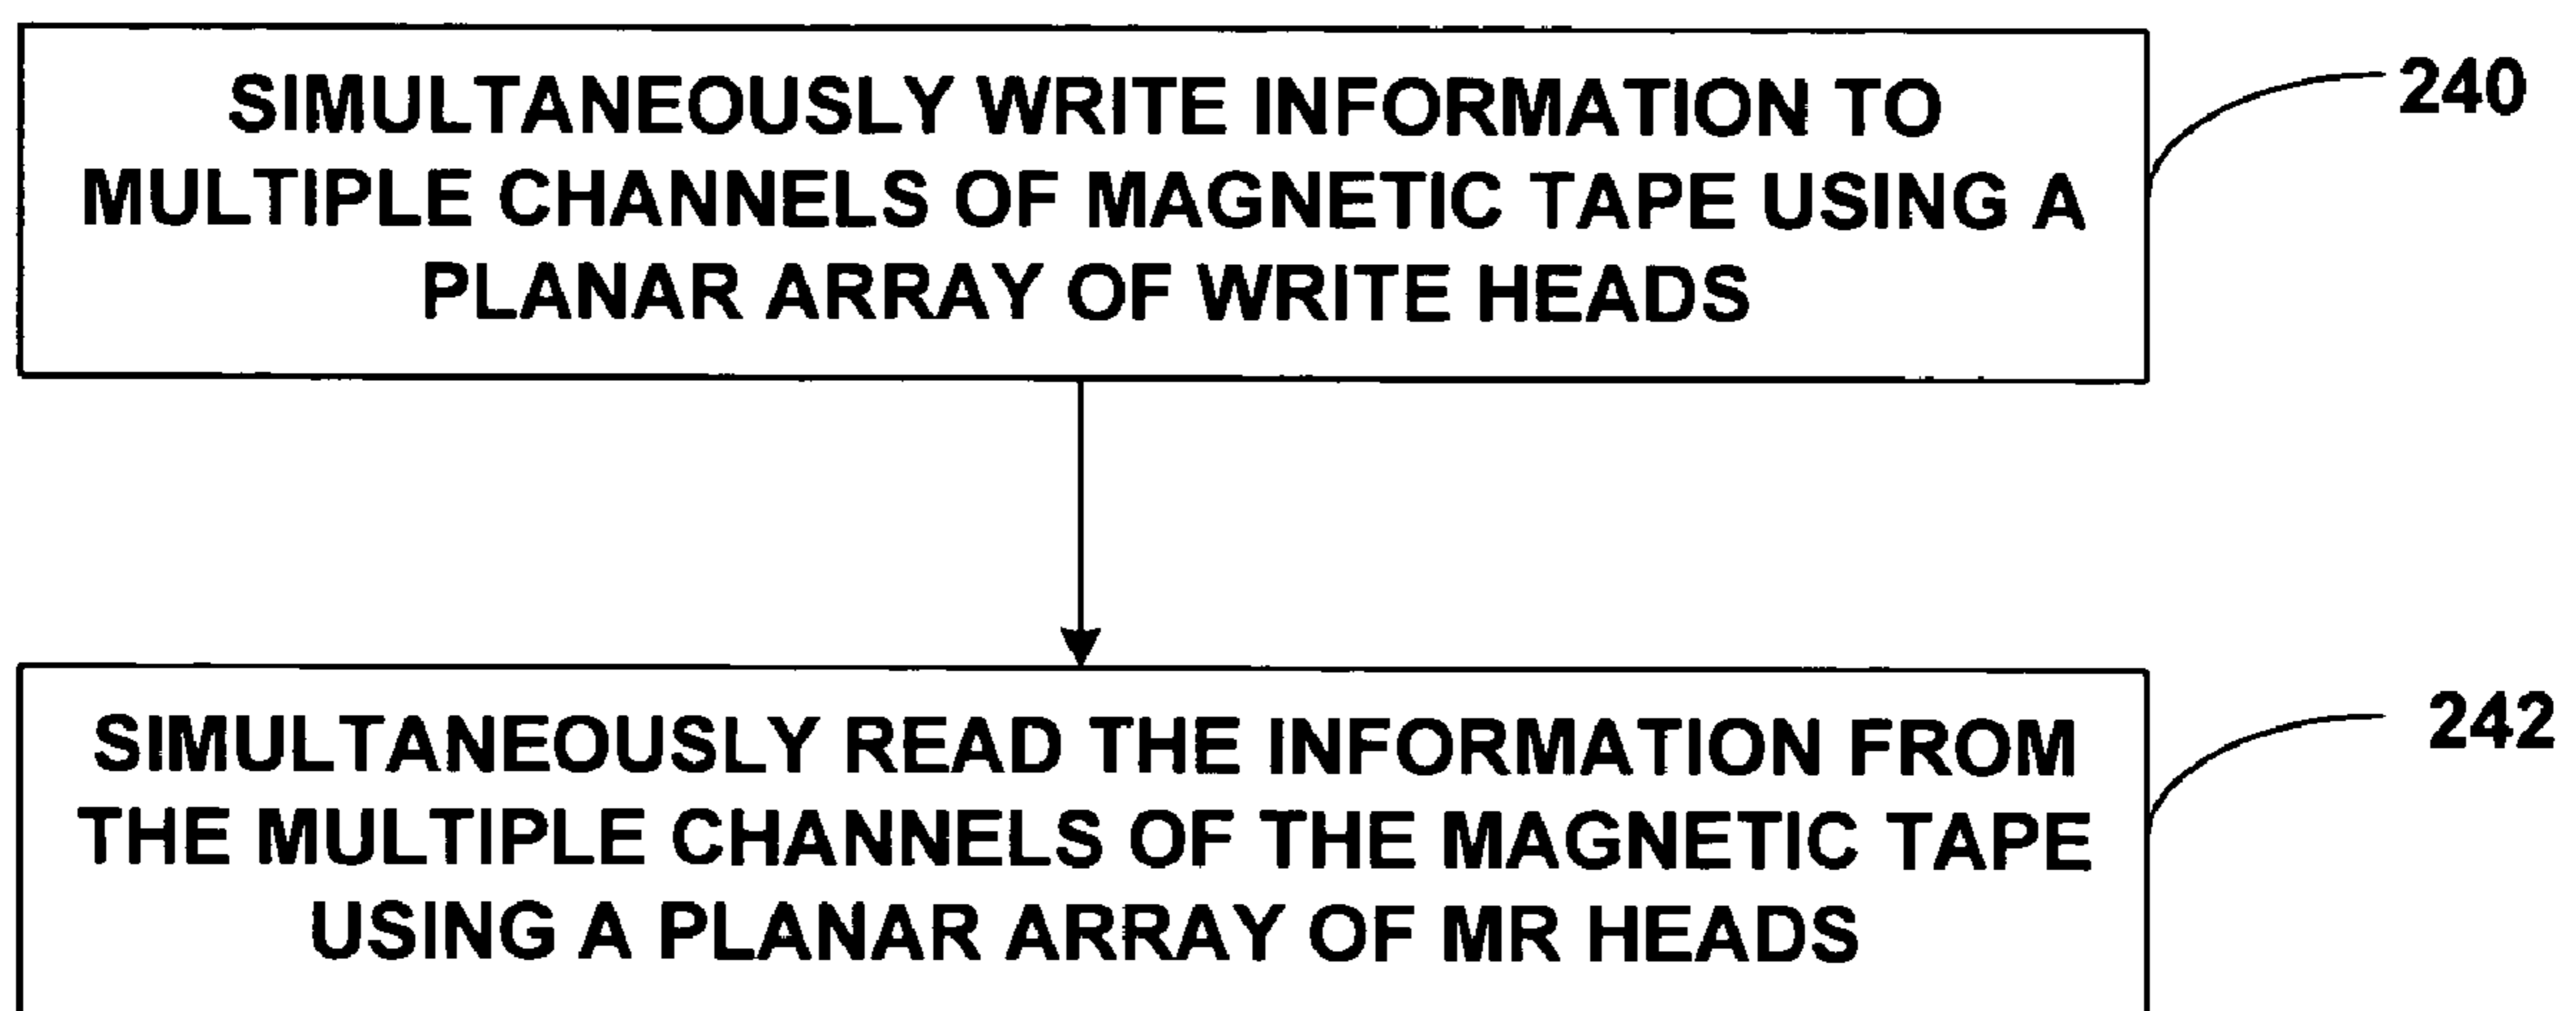 SIMULTANEOUSLY WRITE INFORMATION TO
MULTIPLE CHANNELS OF MAGNETIC TAPE USING A
PLANAR ARRAY OF WRITE HEADS
240
SIMULTANEOUSLY READ THE INFORMATION FROM
THE MULTIPLE CHANNELS OF THE MAGNETIC TAPE
USING A PLANAR ARRAY OF MR HEADS
242